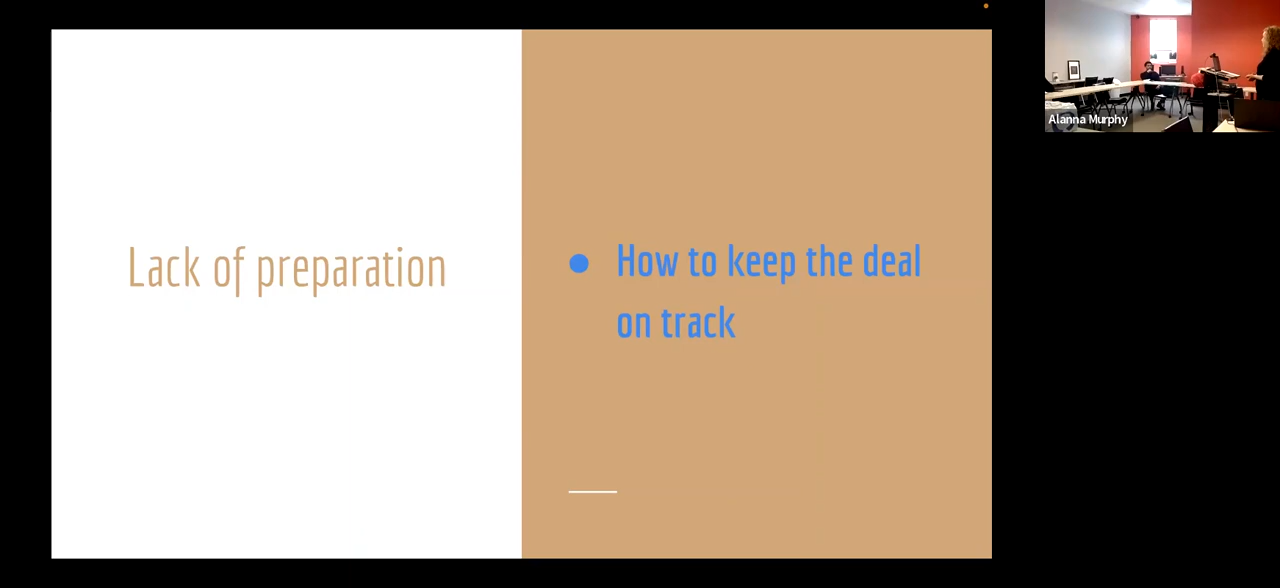 Lack of preparation
How to keep the deal
on track
Alanna Murphy